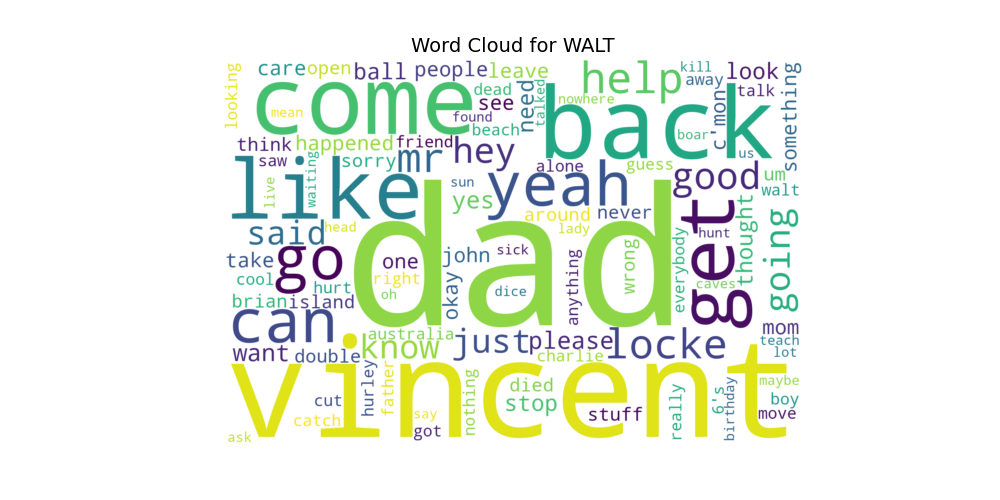 Word Cloud for WALT
looking
care
open
ball
people
leave
help
kill
away
look
talk
something
come
mean
dead
see
need
talked
nowhere
back
c'mon
found
beach
boar
us
think
happened
friend
mr
hey
saw
waiting
sorry
alone
guess
good
um
walt
like
live
yeah
sun
yes
dad
around
never
lady
get
thought
going
said
head
go
take
one
john
sick
wrong
everybody
hunt
cool
hurt
right
oh
okay
dice
anything
caves
brian
island
can
australia
know
just
please
charlie
locke
mom
teach
lot
want
double
vincent
hurley
father
died
stop
nothing
stuff
really
6's
birthday
maybe
boy
move
cut
catch
say
got
ask